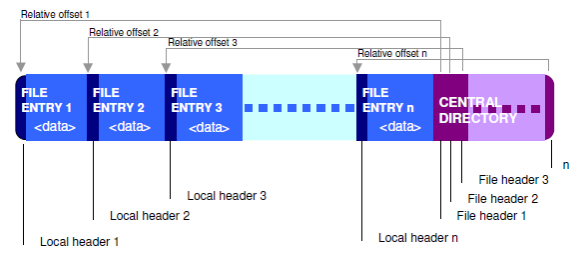 Relative offset 1
Relative offset 2
Relative offset 3
Relative offset n
FILE
ENTRY 1
<data>
FILE
ENTRY 2
<data>
FILE
ENTRY 3
<data>
FILE
ENTRY n
<data>
CENTRAL
DIRECTORY
n
File header 3
File header 2
File header 1
Local header 3
Local header 2
Local header 1
Local header n